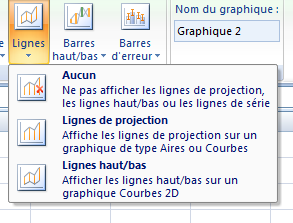 Lignes
Barres
haut/bas
Barres
d'erreur
Nom du graphique :
Graphique 2
Aucun
Ne pas afficher les lignes de projection,
les lignes haut/bas ou les lignes de série
Lignes de projection
Affiche les lignes de projection sur un
graphique de type Aires ou Courbes
Lignes haut/bas
Afficher les lignes haut/bas sur un
graphique Courbes 2D